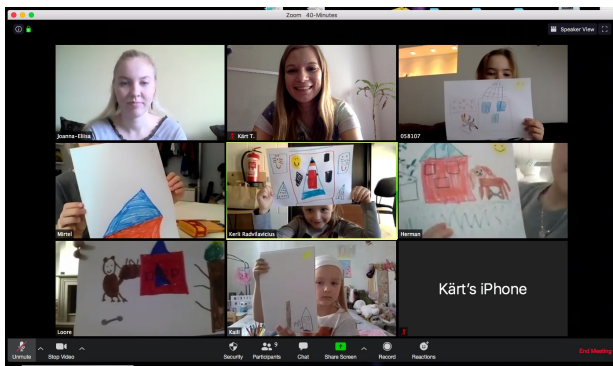 Zoom 40-Minutes
Speaker View
Joanna-Eliisa
Kärt T.
058107
Mirtel
Kerli Radvilavicius
Herman
Loore
Kaili
Kärt's iPhone
9
Unmute
Stop Video
Security
Participants
Chat
Share Screen
Record
Reactions
End Meeting